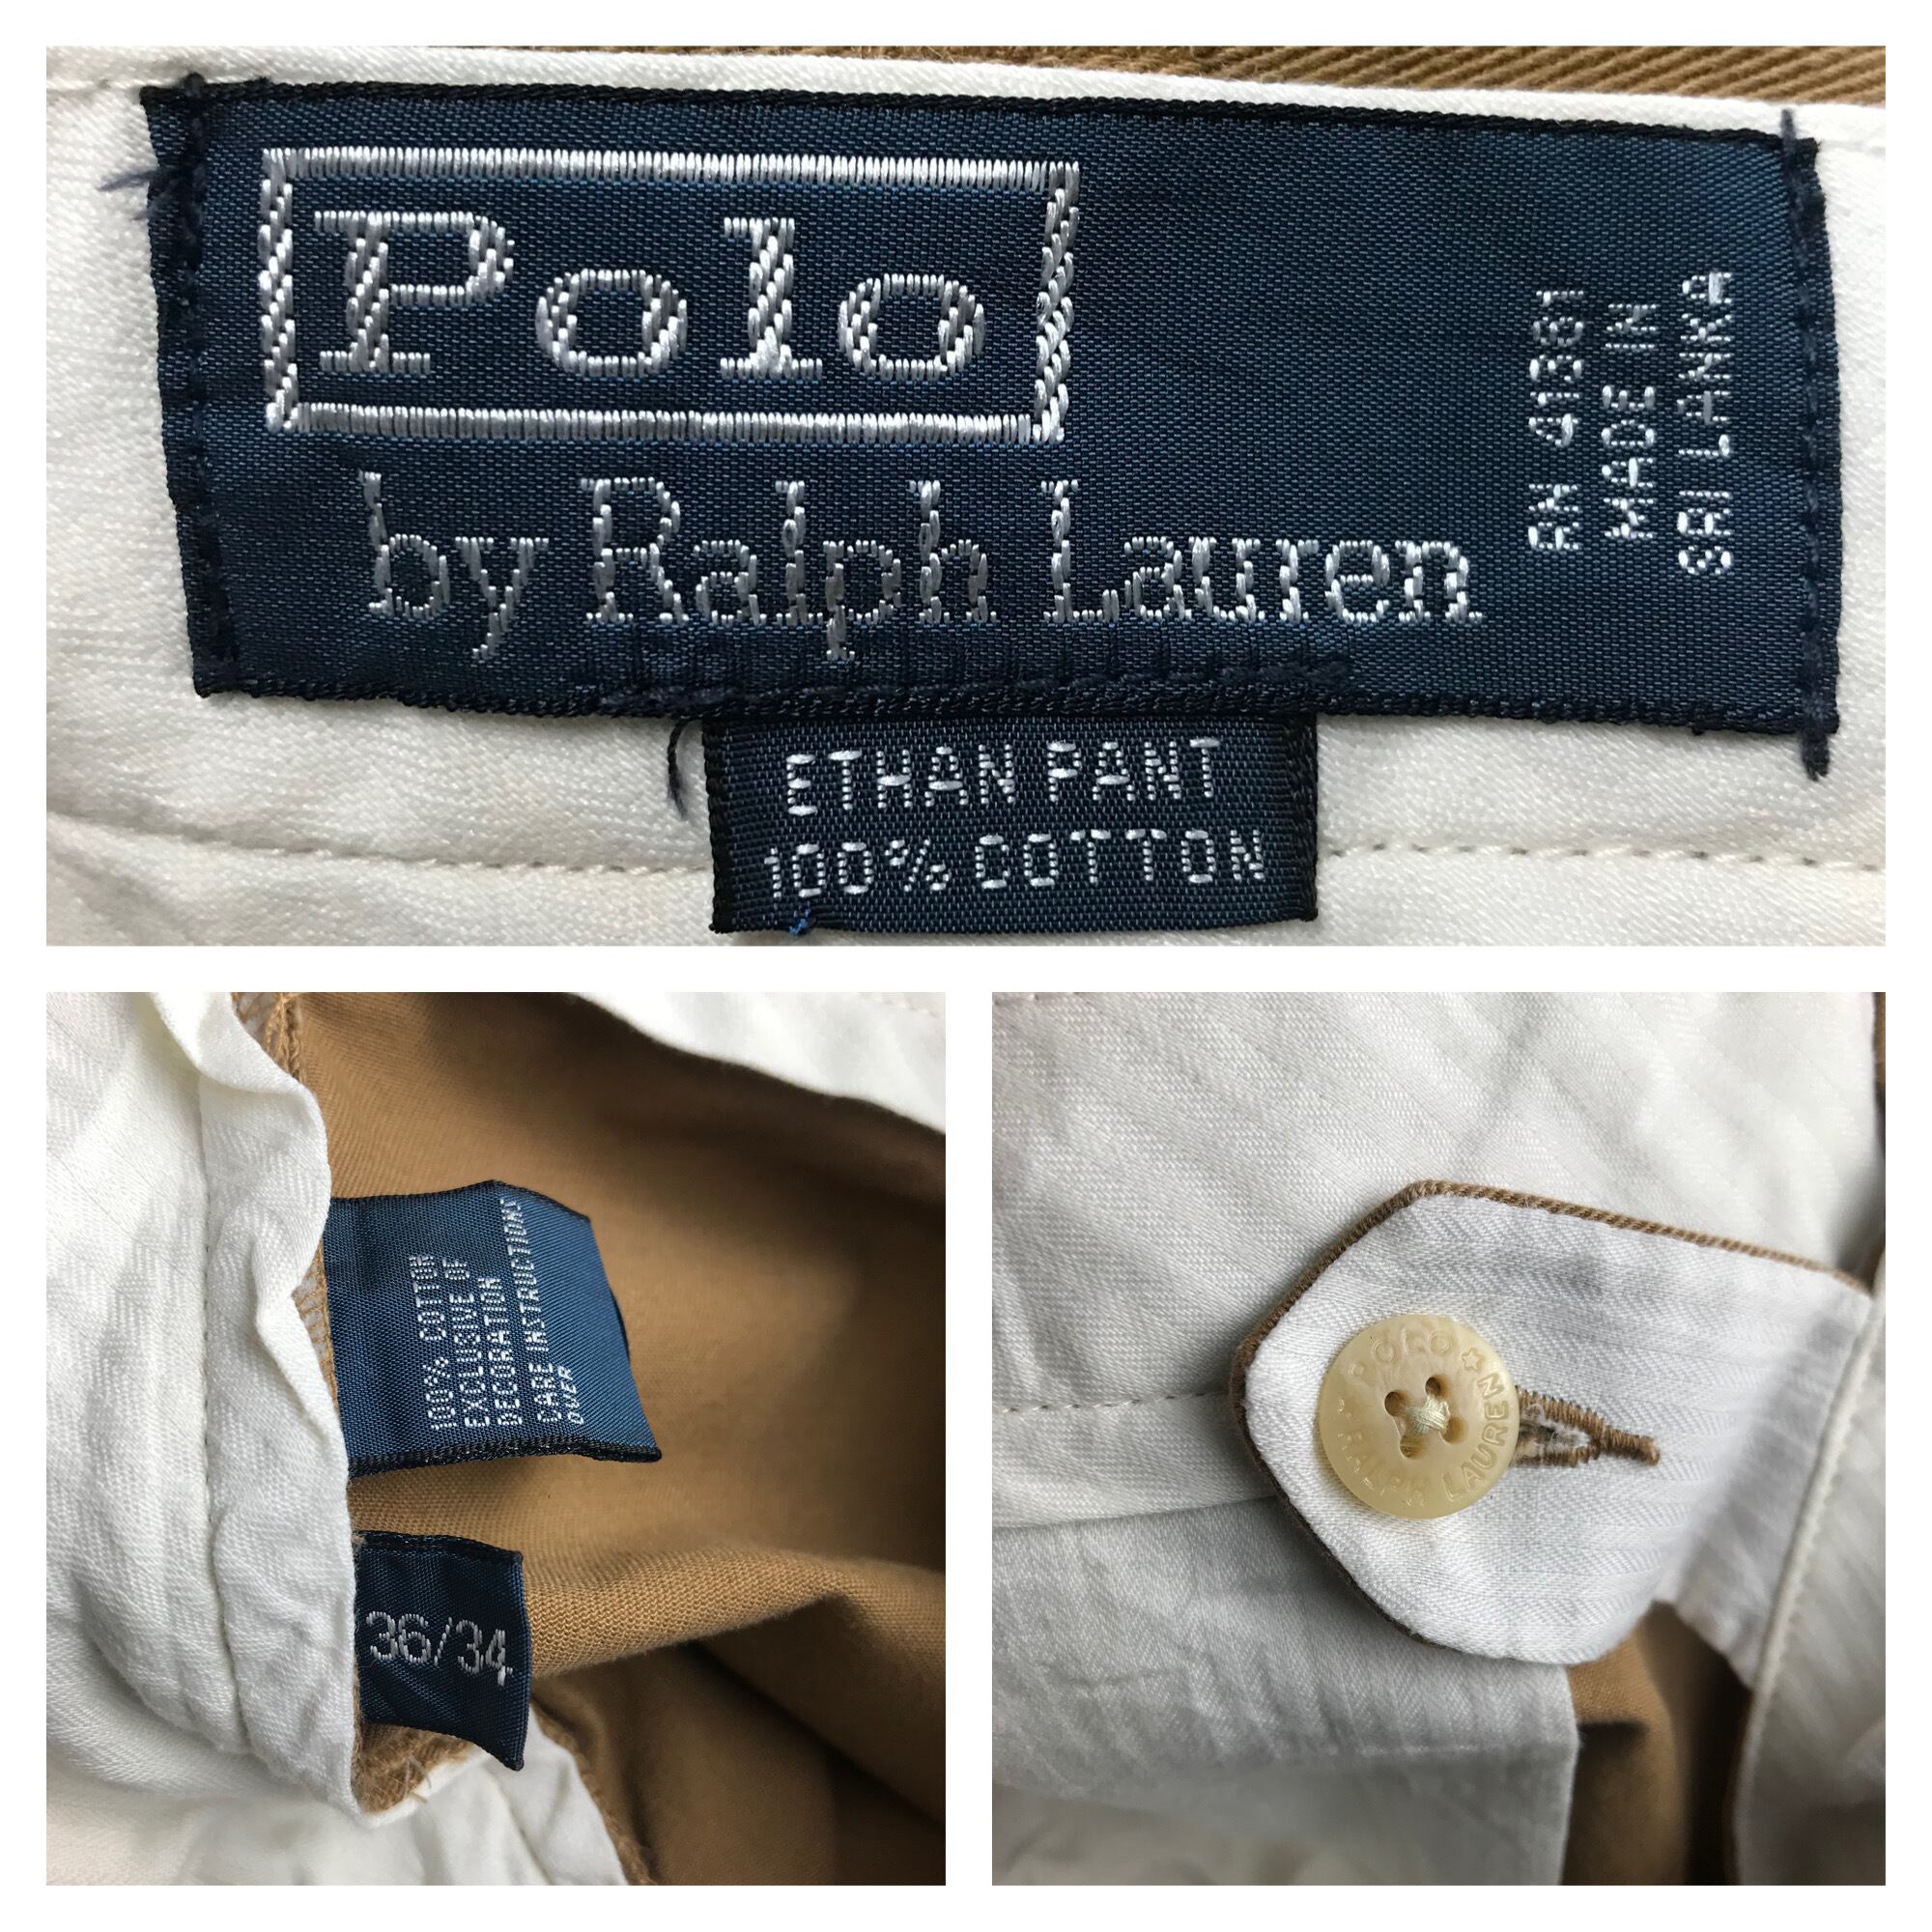 Polo
by Ralph Lauren
RN 41381
MADE IN
SRI LANKA
ETHAN PANT
100% COTTON
100% COTTON
EXCLUSIVE OF
DECORATION
CARE INSTRUCTIONS
OVER
36/34
POLO
RALPH LAUREN